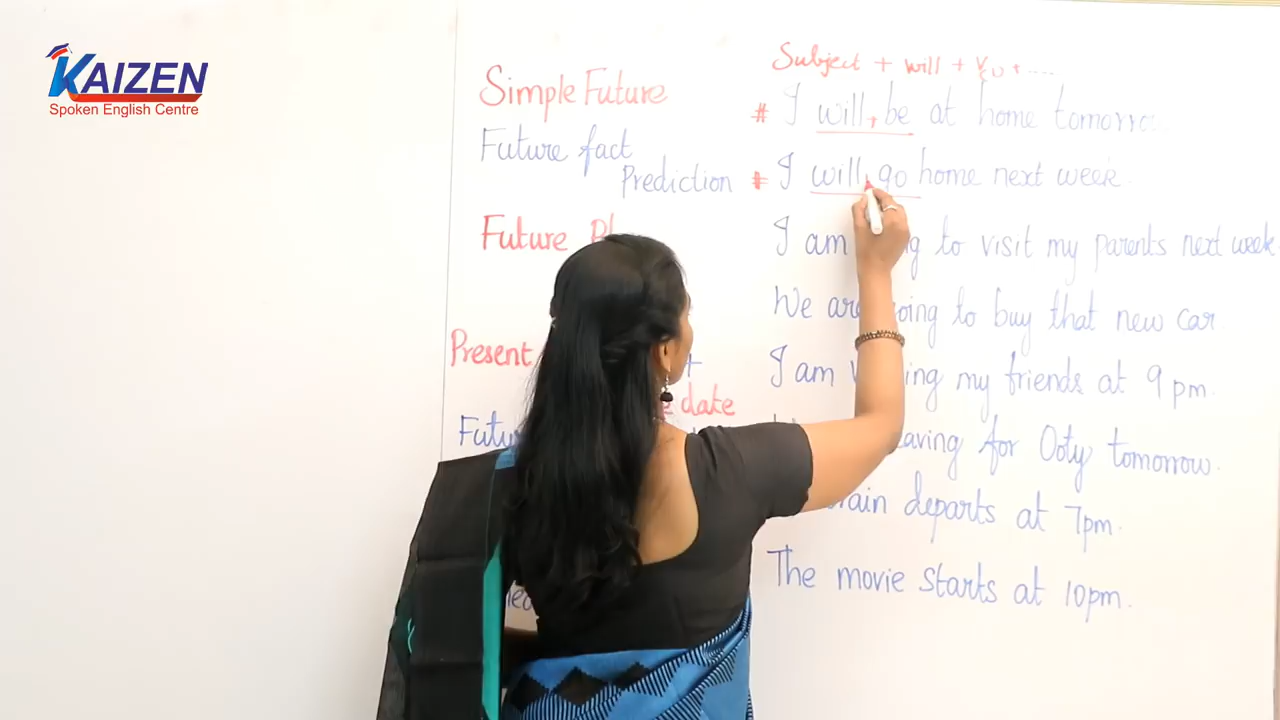 KAIZEN
Spoken English Centre
Subject + will + V₍₁₎ + ....
Simple Future
# I will + be at home tomorrow
Future fact
Prediction
# I will go home next week.
Future
I am to visit my parents next week
We are going to buy that new car
Present +
I am my friends at 9 pm.
date
leaving for Ooty tomorrow.
train departs at 7pm.
The movie starts at 10pm.